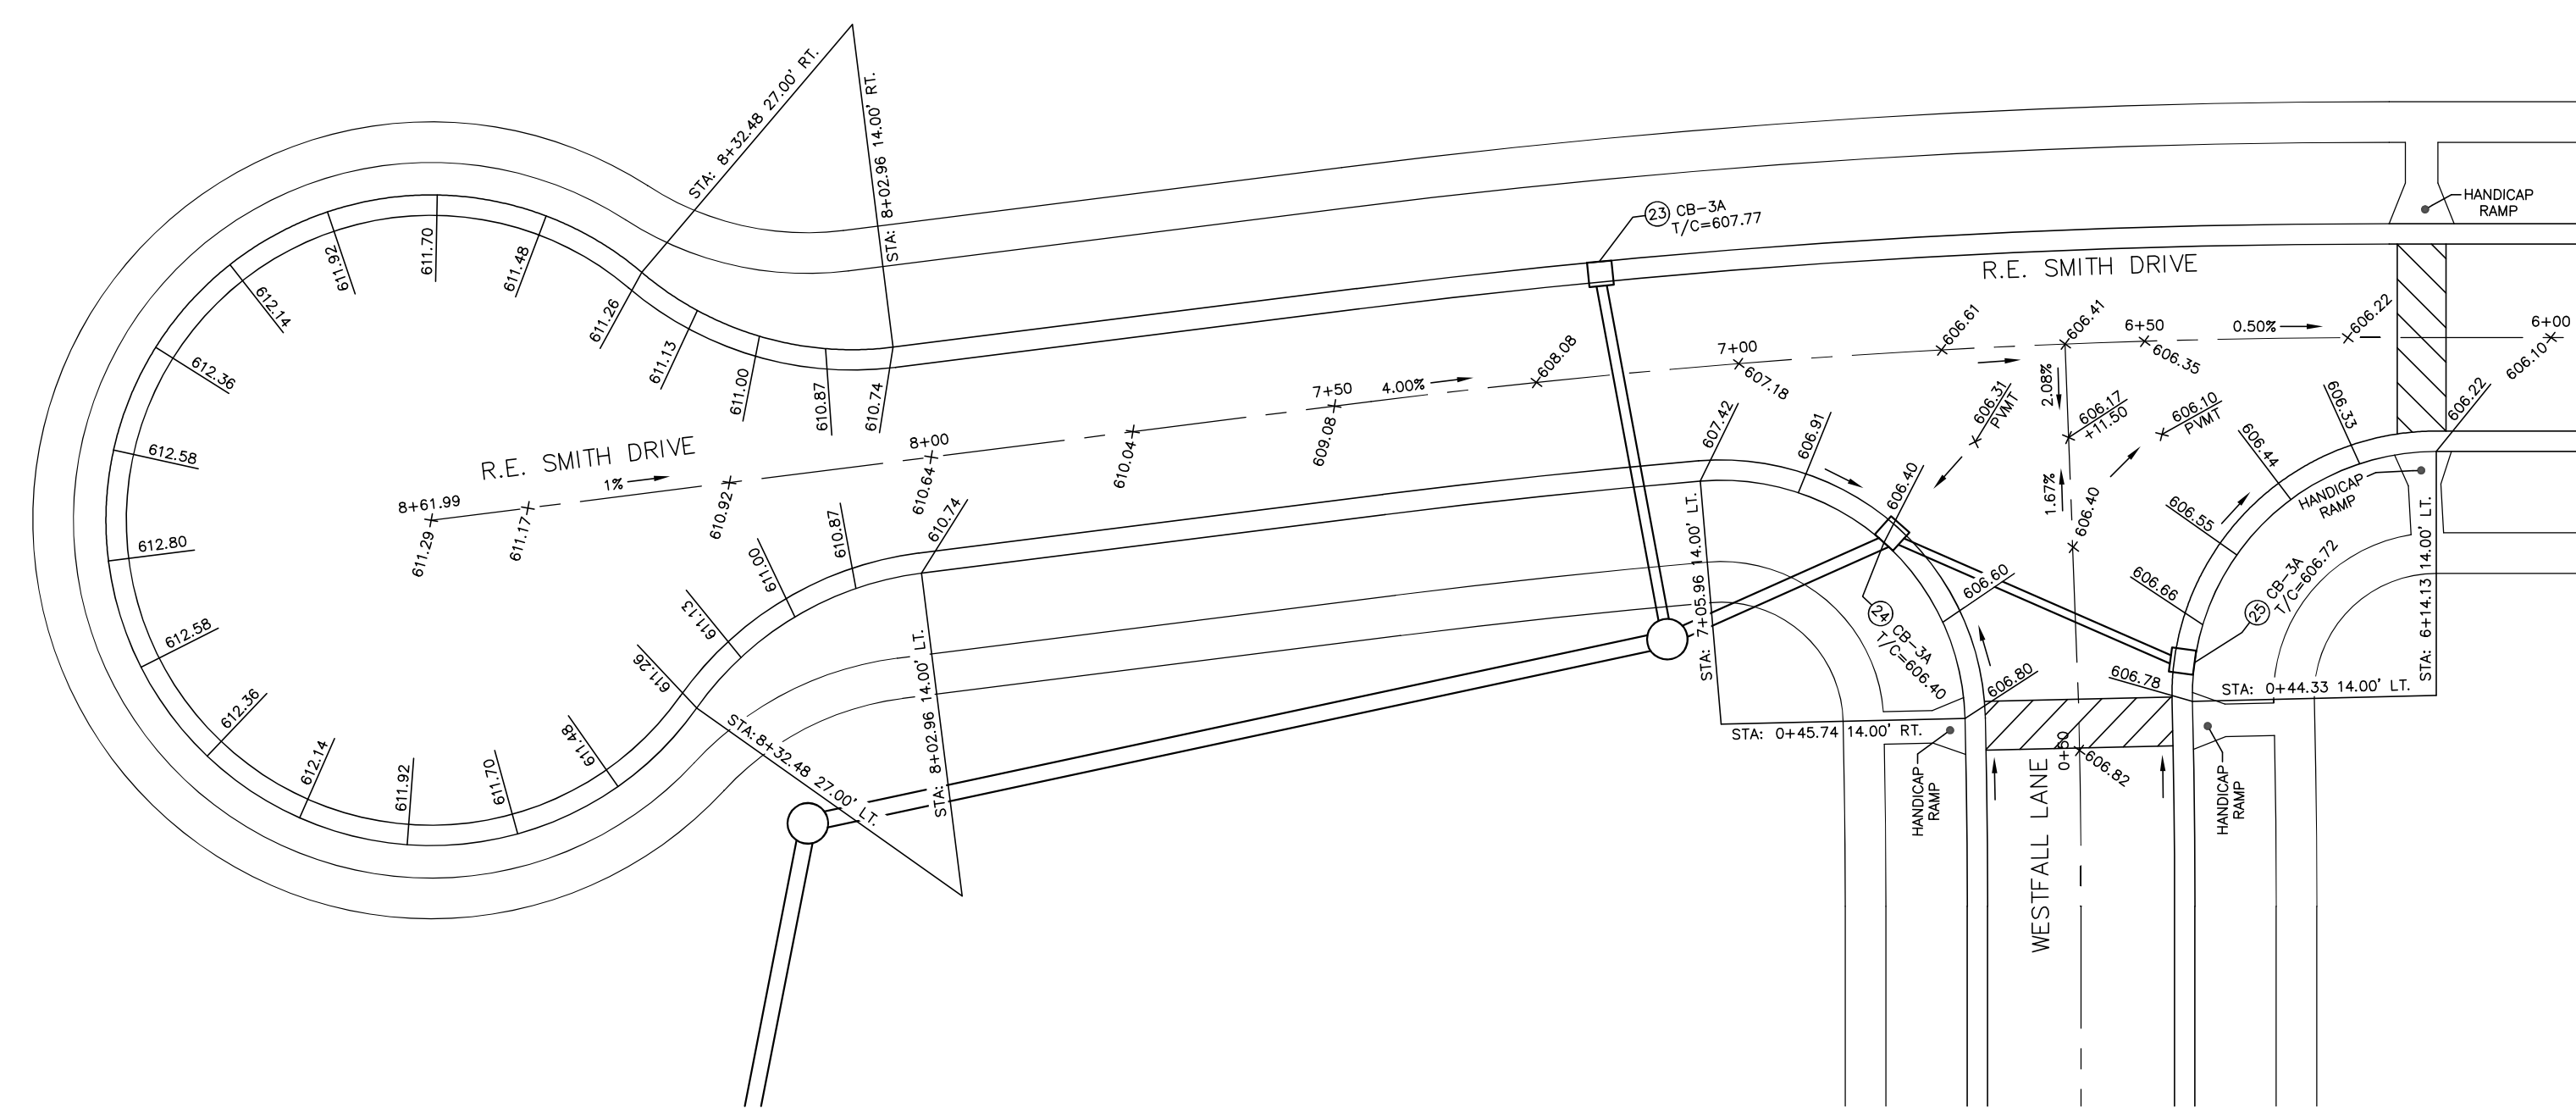 STA: 8+32.48 27.00' RT.
STA: 8+02.96 14.00' RT.
23
CB-3A
T/C=607.77
HANDICAP
RAMP
R.E. SMITH DRIVE
612.14
611.92
611.70
611.48
611.26
611.13
611.00
610.87
610.74
612.36
612.58
612.80
612.58
612.36
612.14
611.92
611.70
611.48
611.26
611.13
611.00
610.87
610.74
R.E. SMITH DRIVE
1%
8+61.99
611.29
611.17
610.92
8+00
610.64
610.04
7+50
609.08
4.00%
608.08
7+00
607.18
606.61
606.41
6+50
606.35
0.50%
606.22
6+00
606.10
2.08%
606.17
+11.50
606.31
PVMT
606.10
PVMT
1.67%
606.40
607.42
606.91
606.40
606.60
606.80
606.33
606.22
606.44
606.55
606.66
606.78
HANDICAP
RAMP
24
CB-3A
T/C=606.40
25
CB-3A
T/C=606.72
STA: 7+05.96 14.00' LT.
STA: 0+45.74 14.00' RT.
STA: 0+44.33 14.00' LT.
STA: 6+14.13 14.00' LT.
STA: 8+32.48 27.00' LT.
STA: 8+02.96 14.00' LT.
HANDICAP
RAMP
WESTFALL LANE
0+50
606.82
HANDICAP
RAMP